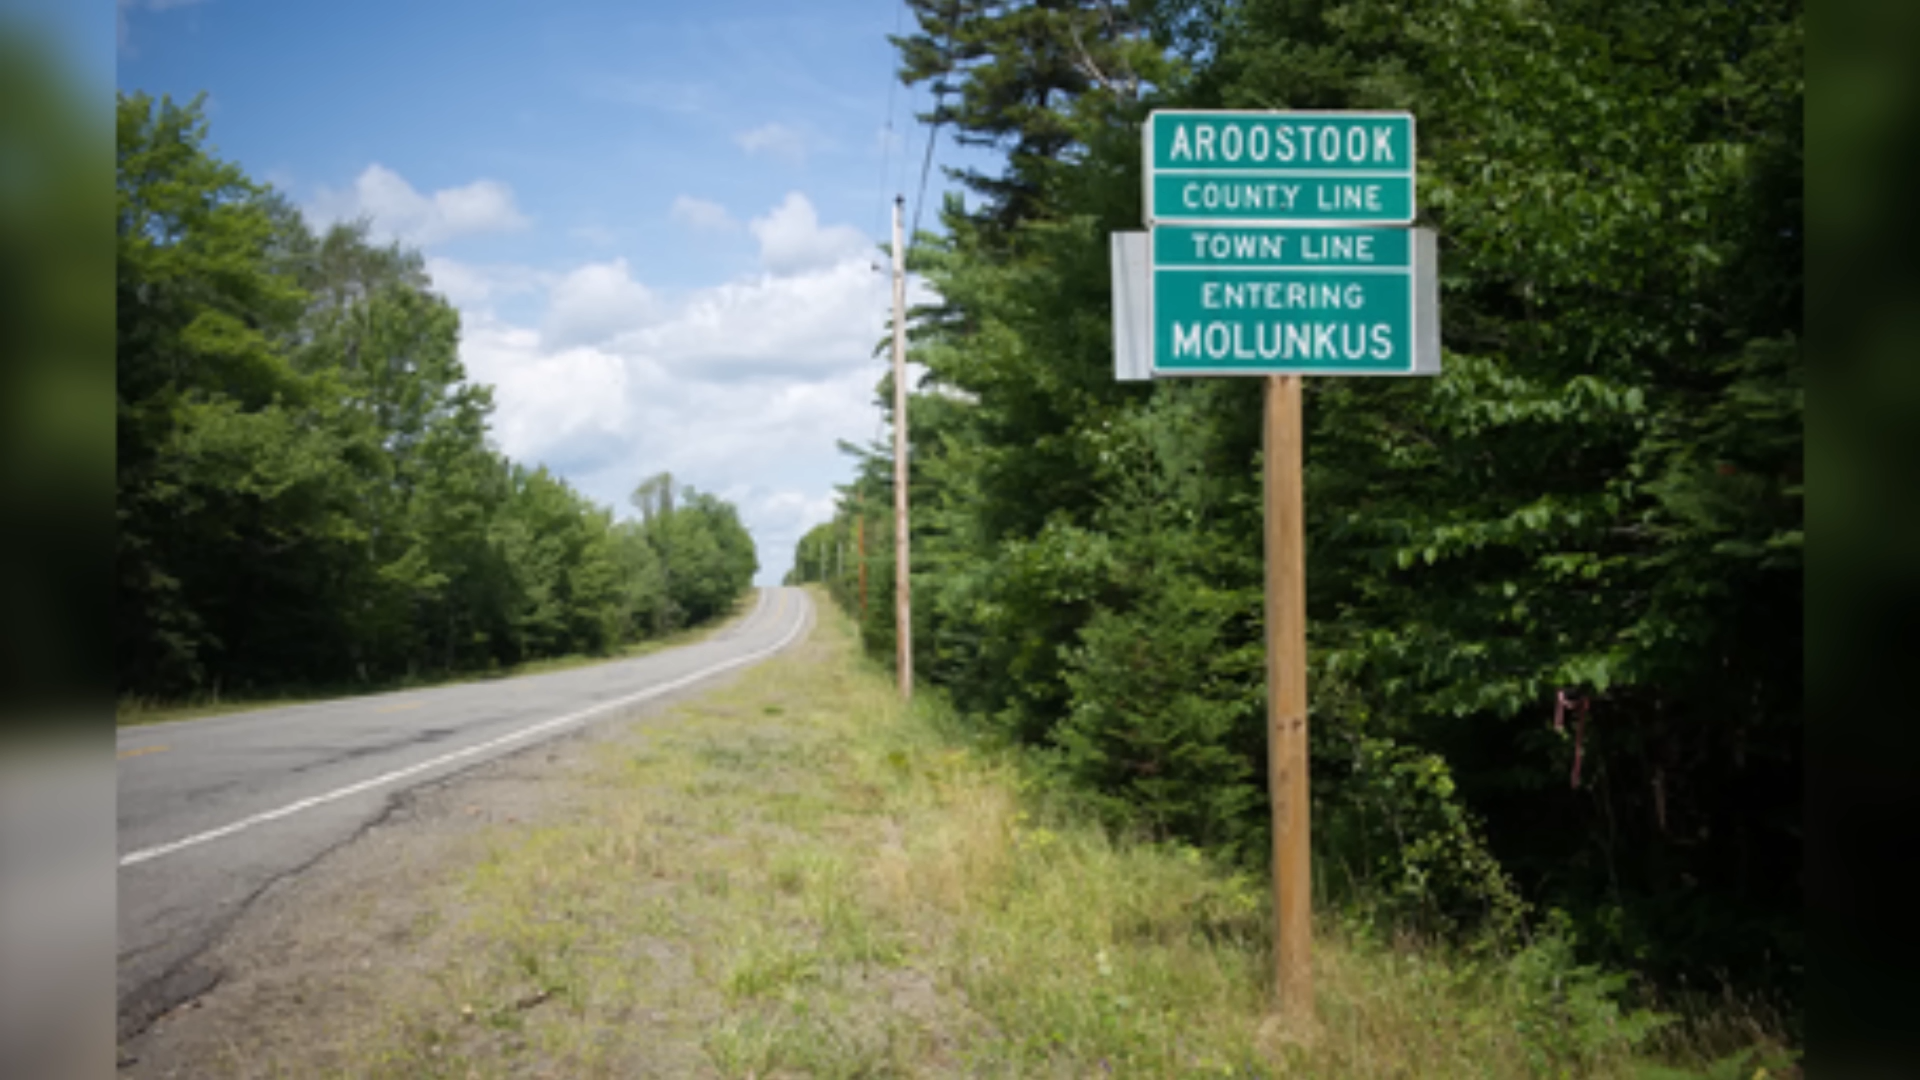 AROOSTOOK
COUNTY LINE
TOWN LINE
ENTERING
MOLUNKUS